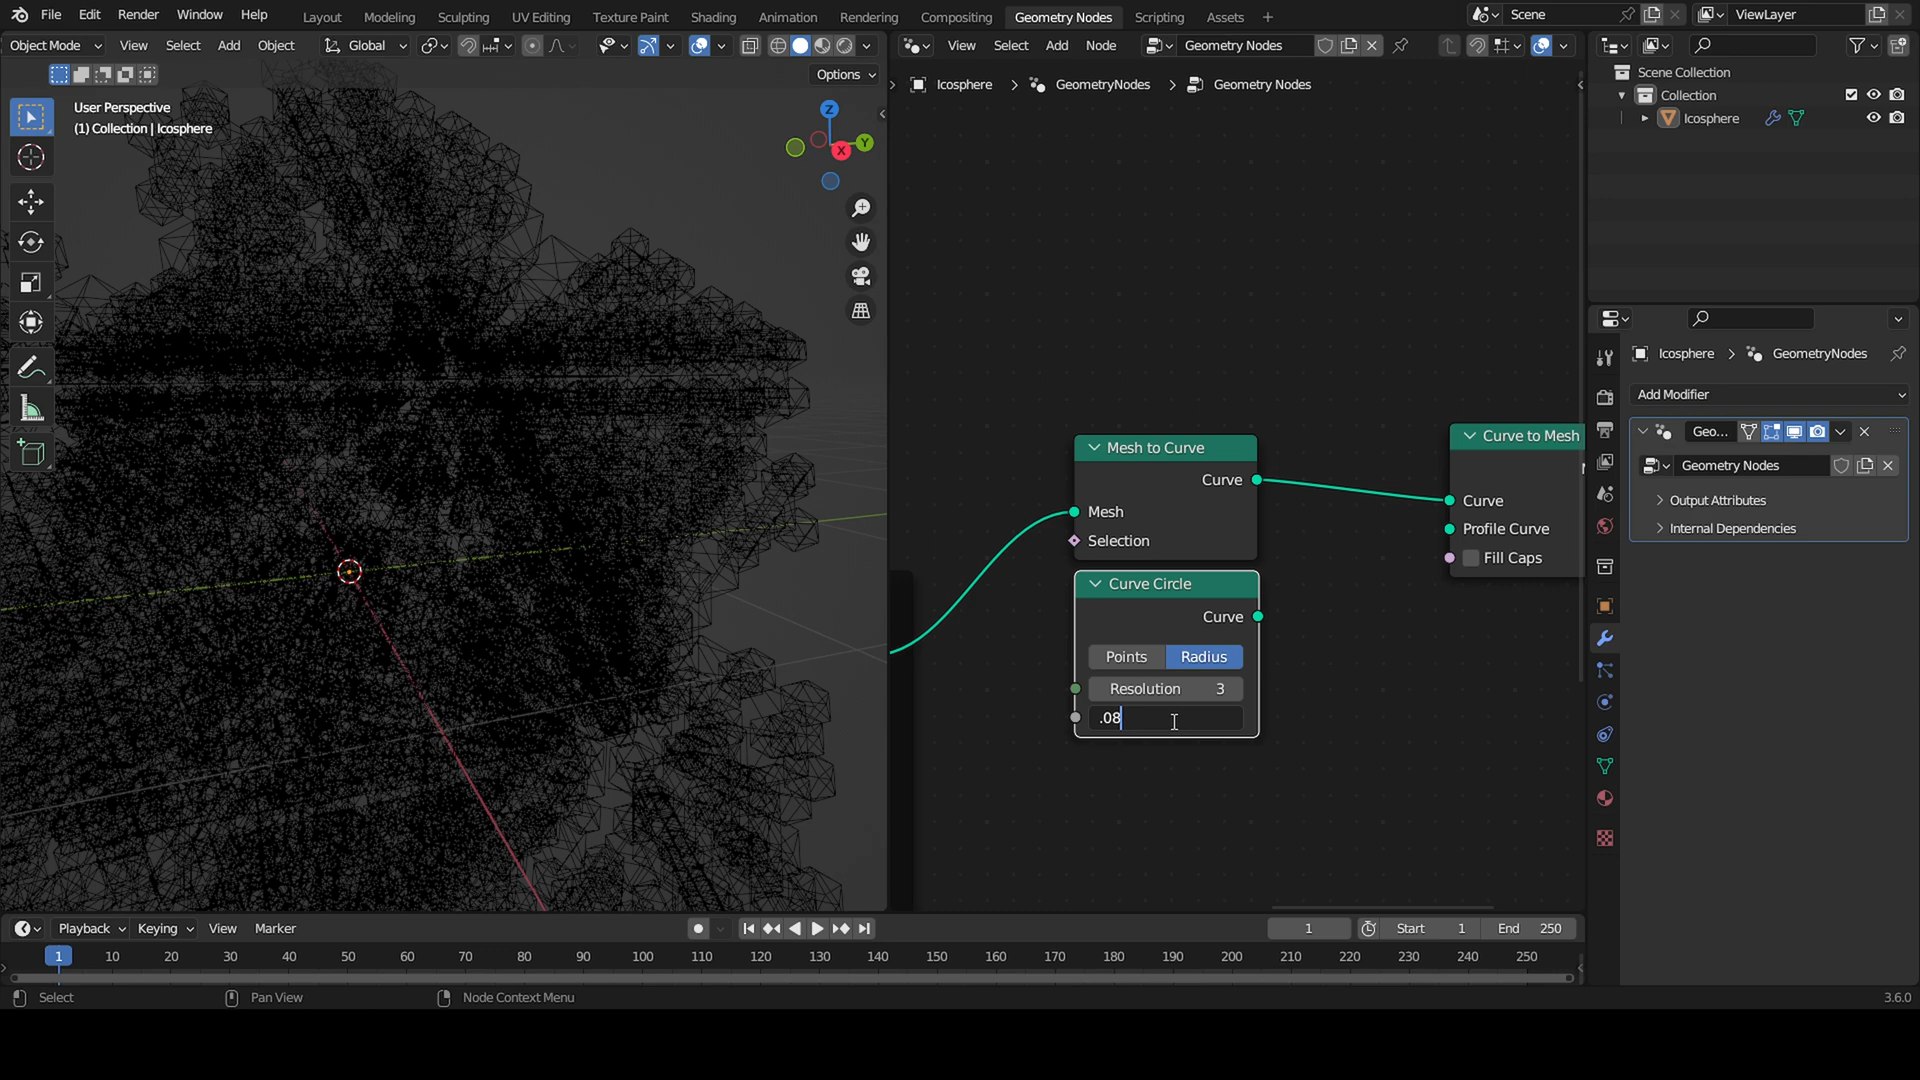 File Edit Render Window Help Layout Modeling Sculpting UV Editing Texture Paint Shading Animation Rendering Compositing Geometry Nodes Scripting Assets + Scene ViewLayer
Object Mode View Select Add Object Global View Select Add Node Geometry Nodes
Options
Icosphere > GeometryNodes > Geometry Nodes
User Perspective
(1) Collection | Icosphere
Z
Y
X
Mesh to Curve
Curve
Mesh
Selection
Curve Circle
Curve
Points Radius
Resolution 3
.08
Curve to Mesh
Curve
Profile Curve
Fill Caps
Scene Collection
Collection
Icosphere
Icosphere > GeometryNodes
Add Modifier
Geo...
Geometry Nodes
Output Attributes
Internal Dependencies
Playback Keying View Marker 1 Start 1 End 250
1 10 20 30 40 50 60 70 80 90 100 110 120 130 140 150 160 170 180 190 200 210 220 230 240 250
Select Pan View Node Context Menu 3.6.0